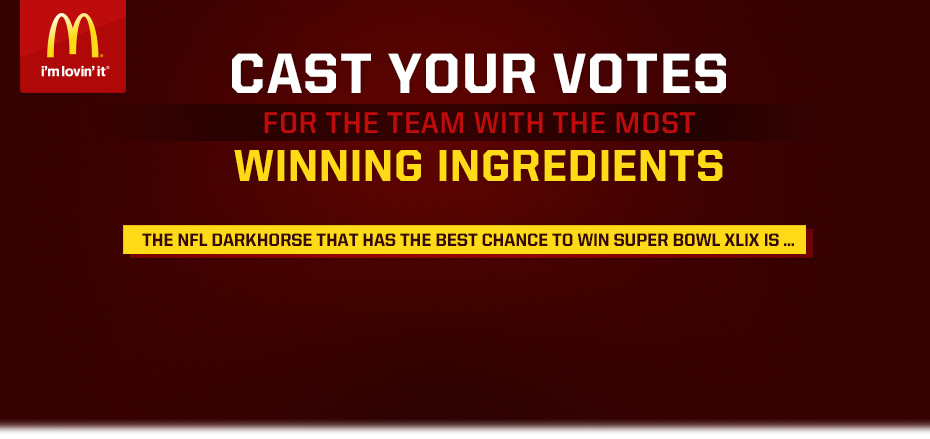 i'm lovin' it®
CAST YOUR VOTES
FOR THE TEAM WITH THE MOST
WINNING INGREDIENTS
THE NFL DARKHORSE THAT HAS THE BEST CHANCE TO WIN SUPER BOWL XLIX IS ...